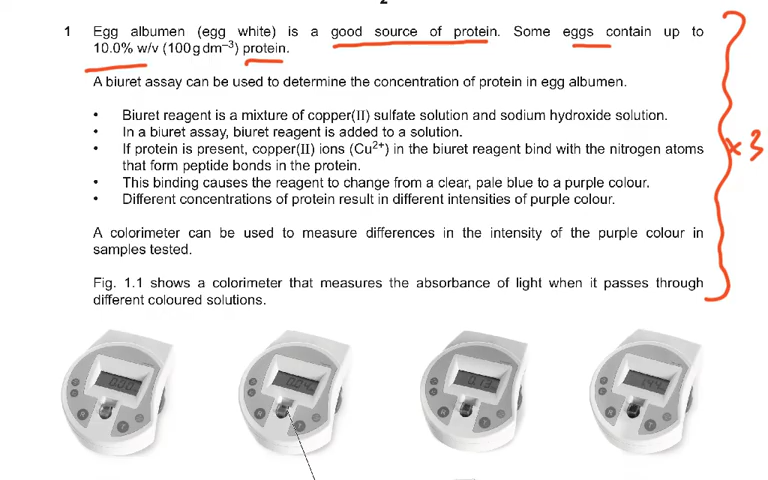 1 Egg albumen (egg white) is a good source of protein. Some eggs contain up to
10.0% w/v (100 g dm⁻³) protein.
A biuret assay can be used to determine the concentration of protein in egg albumen.
• Biuret reagent is a mixture of copper(II) sulfate solution and sodium hydroxide solution.
• In a biuret assay, biuret reagent is added to a solution.
• If protein is present, copper(II) ions (Cu²⁺) in the biuret reagent bind with the nitrogen atoms
that form peptide bonds in the protein.
• This binding causes the reagent to change from a clear, pale blue to a purple colour.
• Different concentrations of protein result in different intensities of purple colour.
×3
A colorimeter can be used to measure differences in the intensity of the purple colour in
samples tested.
Fig. 1.1 shows a colorimeter that measures the absorbance of light when it passes through
different coloured solutions.